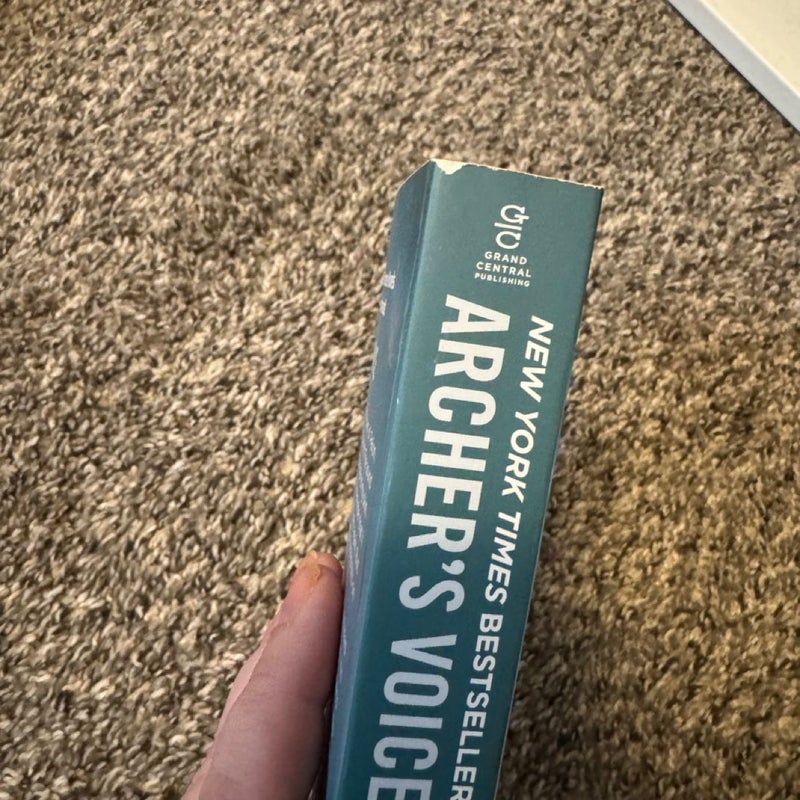 GRAND
CENTRAL
PUBLISHING
NEW YORK TIMES BESTSELLER
ARCHER'S VOICE